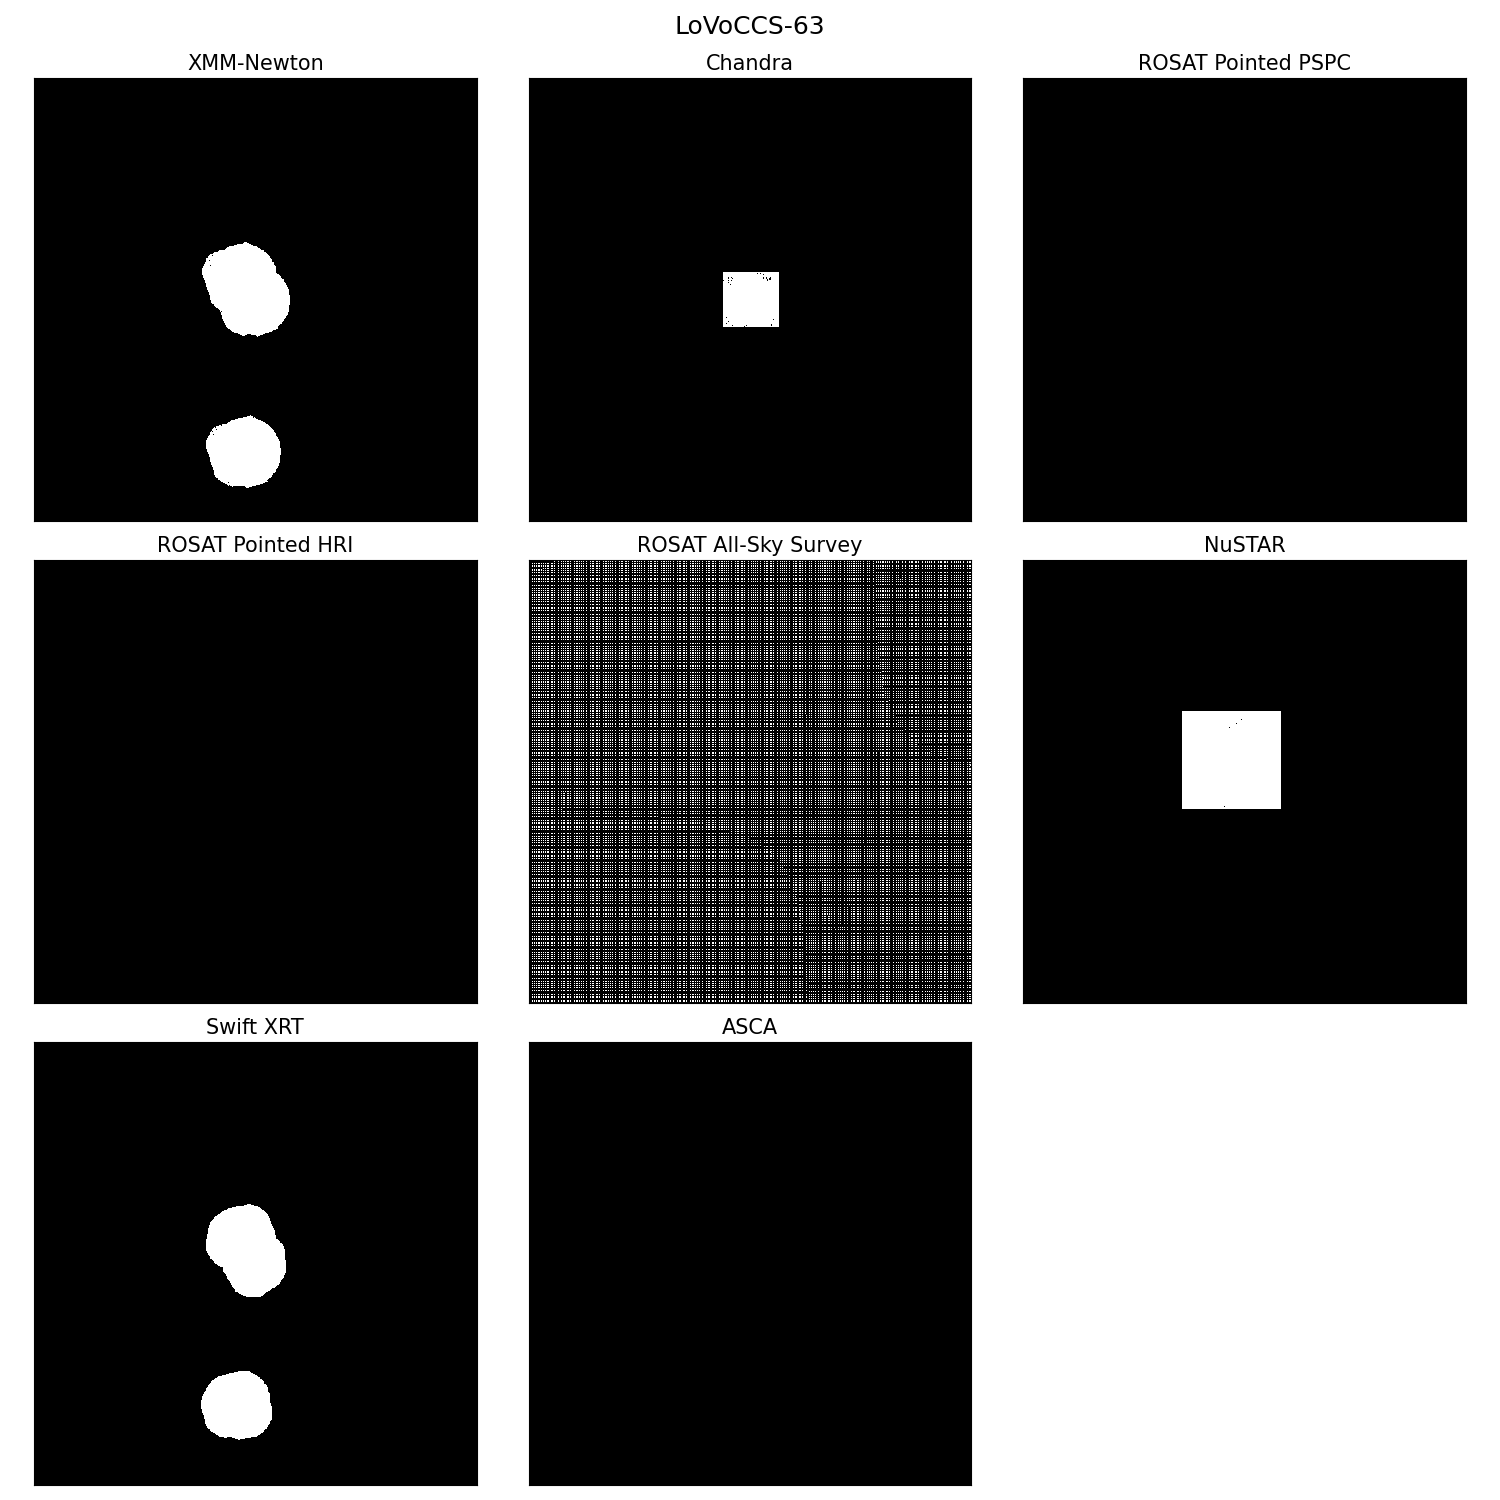 LoVoCCS-63
XMM-Newton
Chandra
ROSAT Pointed PSPC
ROSAT Pointed HRI
ROSAT All-Sky Survey
NuSTAR
Swift XRT
ASCA